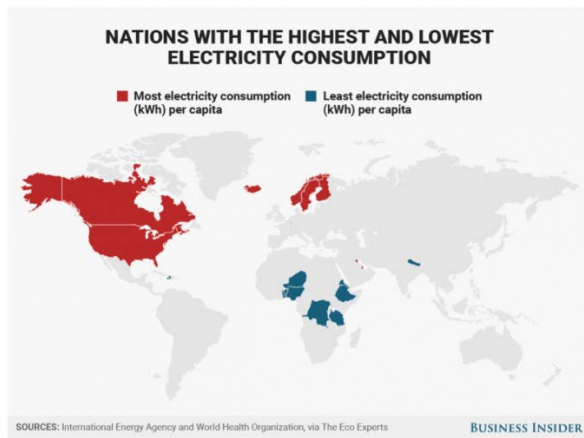 NATIONS WITH THE HIGHEST AND LOWEST
ELECTRICITY CONSUMPTION
Most electricity consumption
(kWh) per capita
Least electricity consumption
(kWh) per capita
SOURCES: International Energy Agency and World Health Organization, via The Eco Experts
BUSINESS INSIDER